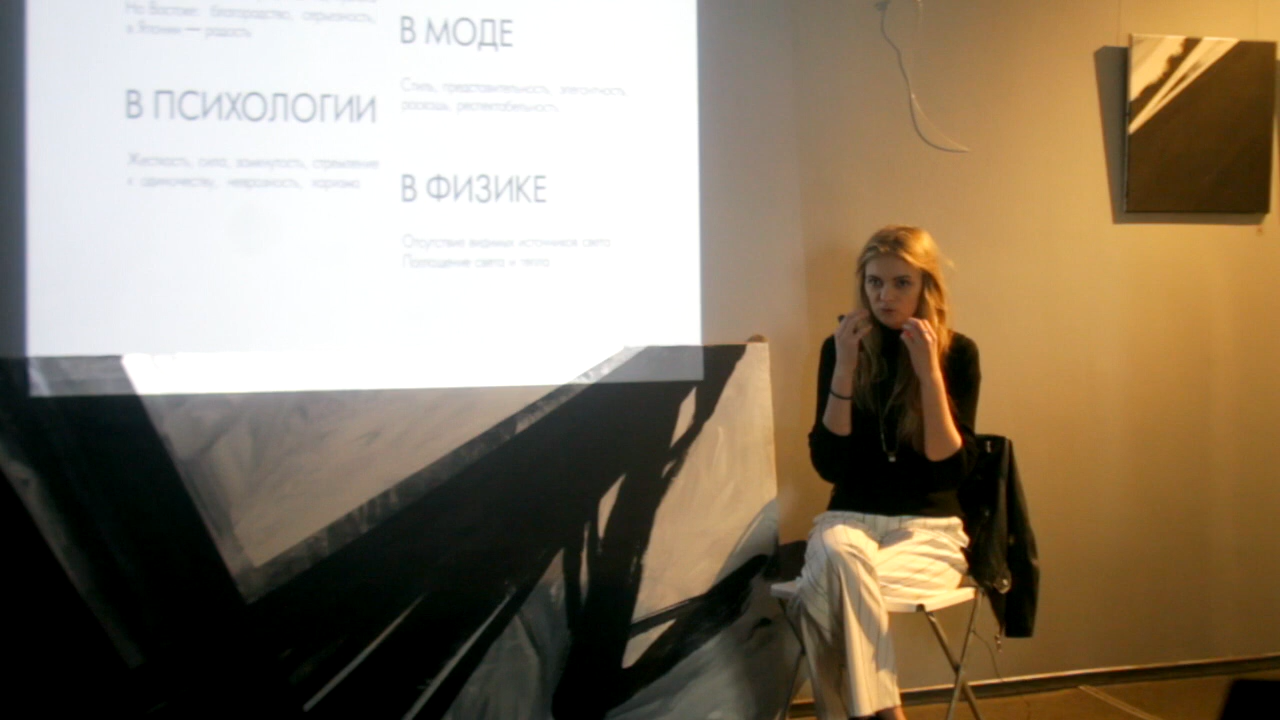 На Востоке: благородство, серьезность,
в Японии — радость
В ПСИХОЛОГИИ
Жесткость, сила, замкнутость, стремление
к одиночеству, нервозность, харизма
В МОДЕ
Стиль, представительность, элегантность
роскошь, респектабельность
В ФИЗИКЕ
Отсутствие видимых источников света
Поглощение света и тепла